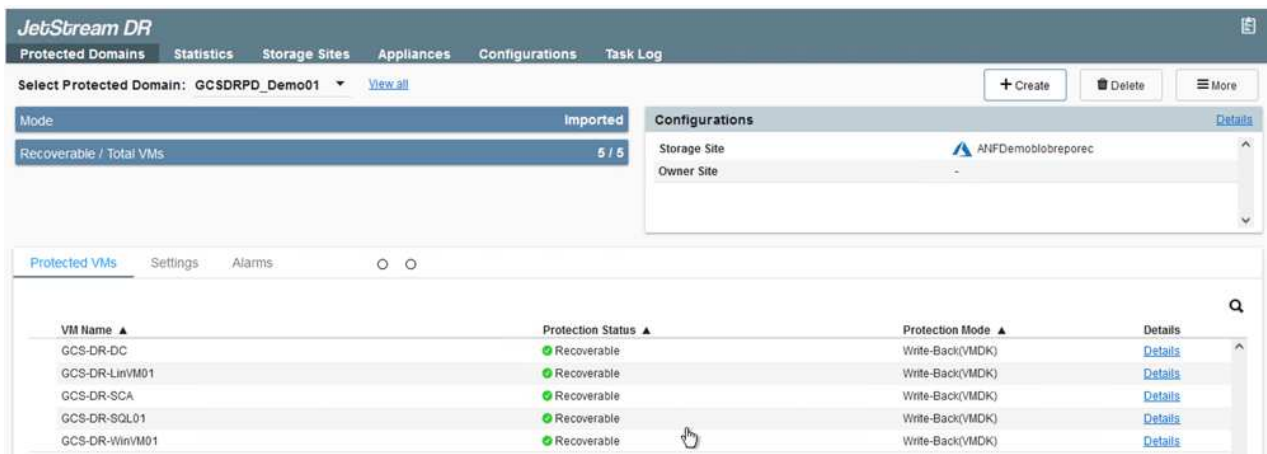 JetStream DR
Protected Domains Statistics Storage Sites Appliances Configurations Task Log
Select Protected Domain: GCSDRPD_Demo01 View all + Create Delete More
Mode Imported
Recoverable / Total VMs 5 / 5
Configurations Details
Storage Site ANFDemoblobreporec
Owner Site -
Protected VMs Settings Alarms
VM Name ▲ Protection Status ▲ Protection Mode ▲ Details
GCS-DR-DC Recoverable Write-Back(VMDK) Details
GCS-DR-LinVM01 Recoverable Write-Back(VMDK) Details
GCS-DR-SCA Recoverable Write-Back(VMDK) Details
GCS-DR-SQL01 Recoverable Write-Back(VMDK) Details
GCS-DR-WinVM01 Recoverable Write-Back(VMDK) Details